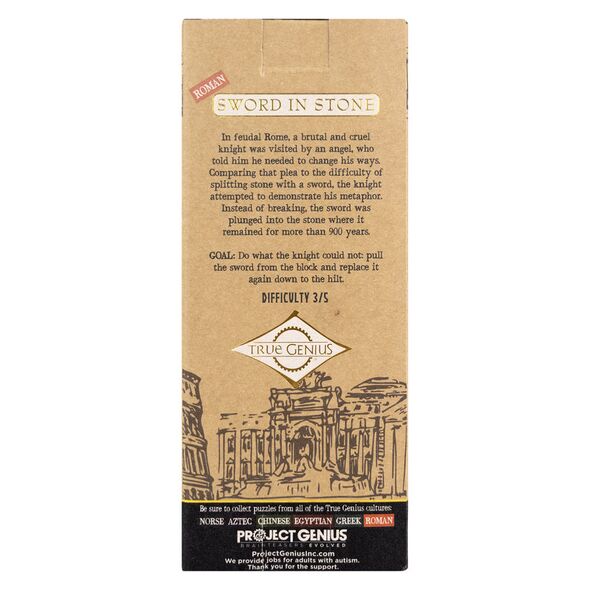 ROMAN
SWORD IN STONE
In feudal Rome, a brutal and cruel
knight was visited by an angel, who
told him he needed to change his ways.
Comparing that plea to the difficulty of
splitting stone with a sword, the knight
attempted to demonstrate his metaphor.
Instead of breaking, the sword was
plunged into the stone where it
remained for more than 900 years.
GOAL: Do what the knight could not: pull
the sword from the block and replace it
again down to the hilt.
DIFFICULTY 3/5
TRUE GENIUS
Be sure to collect puzzles from all of the True Genius cultures:
NORSE AZTEC CHINESE EGYPTIAN GREEK ROMAN
PROJECT GENIUS
BRAINTEASERS EVOLVED
ProjectGeniusInc.com
We provide jobs for adults with autism.
Thank you for the support.